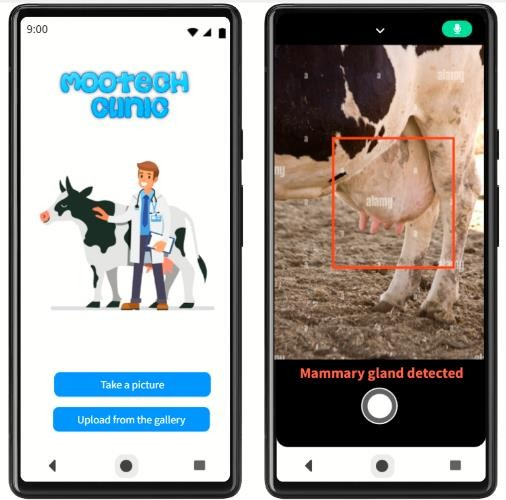 9:00
MOOTECH
CLINIC
Take a picture
Upload from the gallery
alamy
a
a
alamy
a
a
alamy
a
a
a
Mammary gland detected